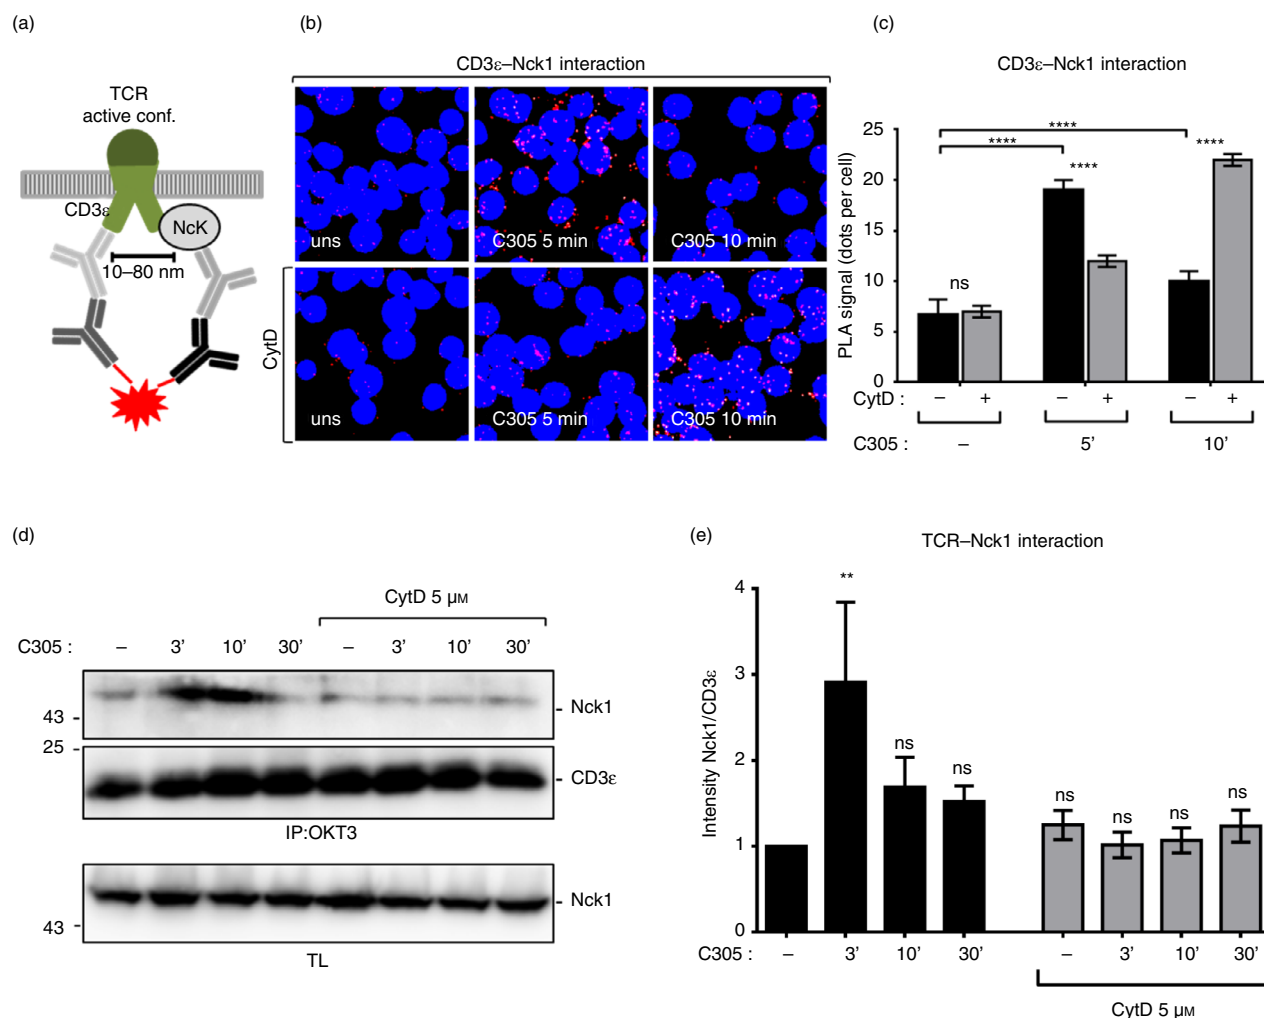 (a)
TCR
active conf.
CD3ε
NcK
10–80 nm
(b)
CD3ε–Nck1 interaction
uns
C305 5 min
C305 10 min
CytD
uns
C305 5 min
C305 10 min
(c)
CD3ε–Nck1 interaction
PLA signal (dots per cell)
25
20
15
10
5
0
****
****
****
****
ns
CytD : – + – + – +
C305 : – 5' 10'
(d)
CytD 5 µM
C305 : – 3' 10' 30' – 3' 10' 30'
43 -
- Nck1
25 -
- CD3ε
IP:OKT3
- Nck1
43 -
TL
(e)
TCR–Nck1 interaction
Intensity Nck1/CD3ε
4
3
2
1
0
**
ns
ns
ns
ns
ns
ns
C305 : – 3' 10' 30' – 3' 10' 30'
CytD 5 µM